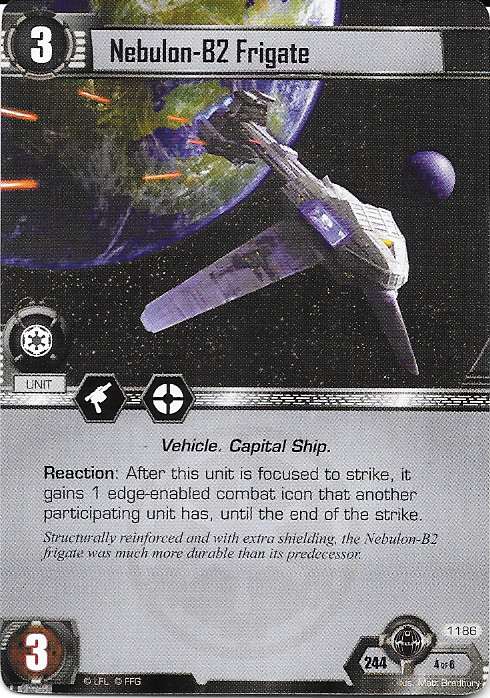 3
Nebulon-B2 Frigate
UNIT
Vehicle. Capital Ship.
Reaction: After this unit is focused to strike, it
gains 1 edge-enabled combat icon that another
participating unit has, until the end of the strike.
Structurally reinforced and with extra shielding, the Nebulon-B2
frigate was much more durable than its predecessor.
3
© LFL © FFG
1186
244
4 OF 6
Illus. Matt Bradbury